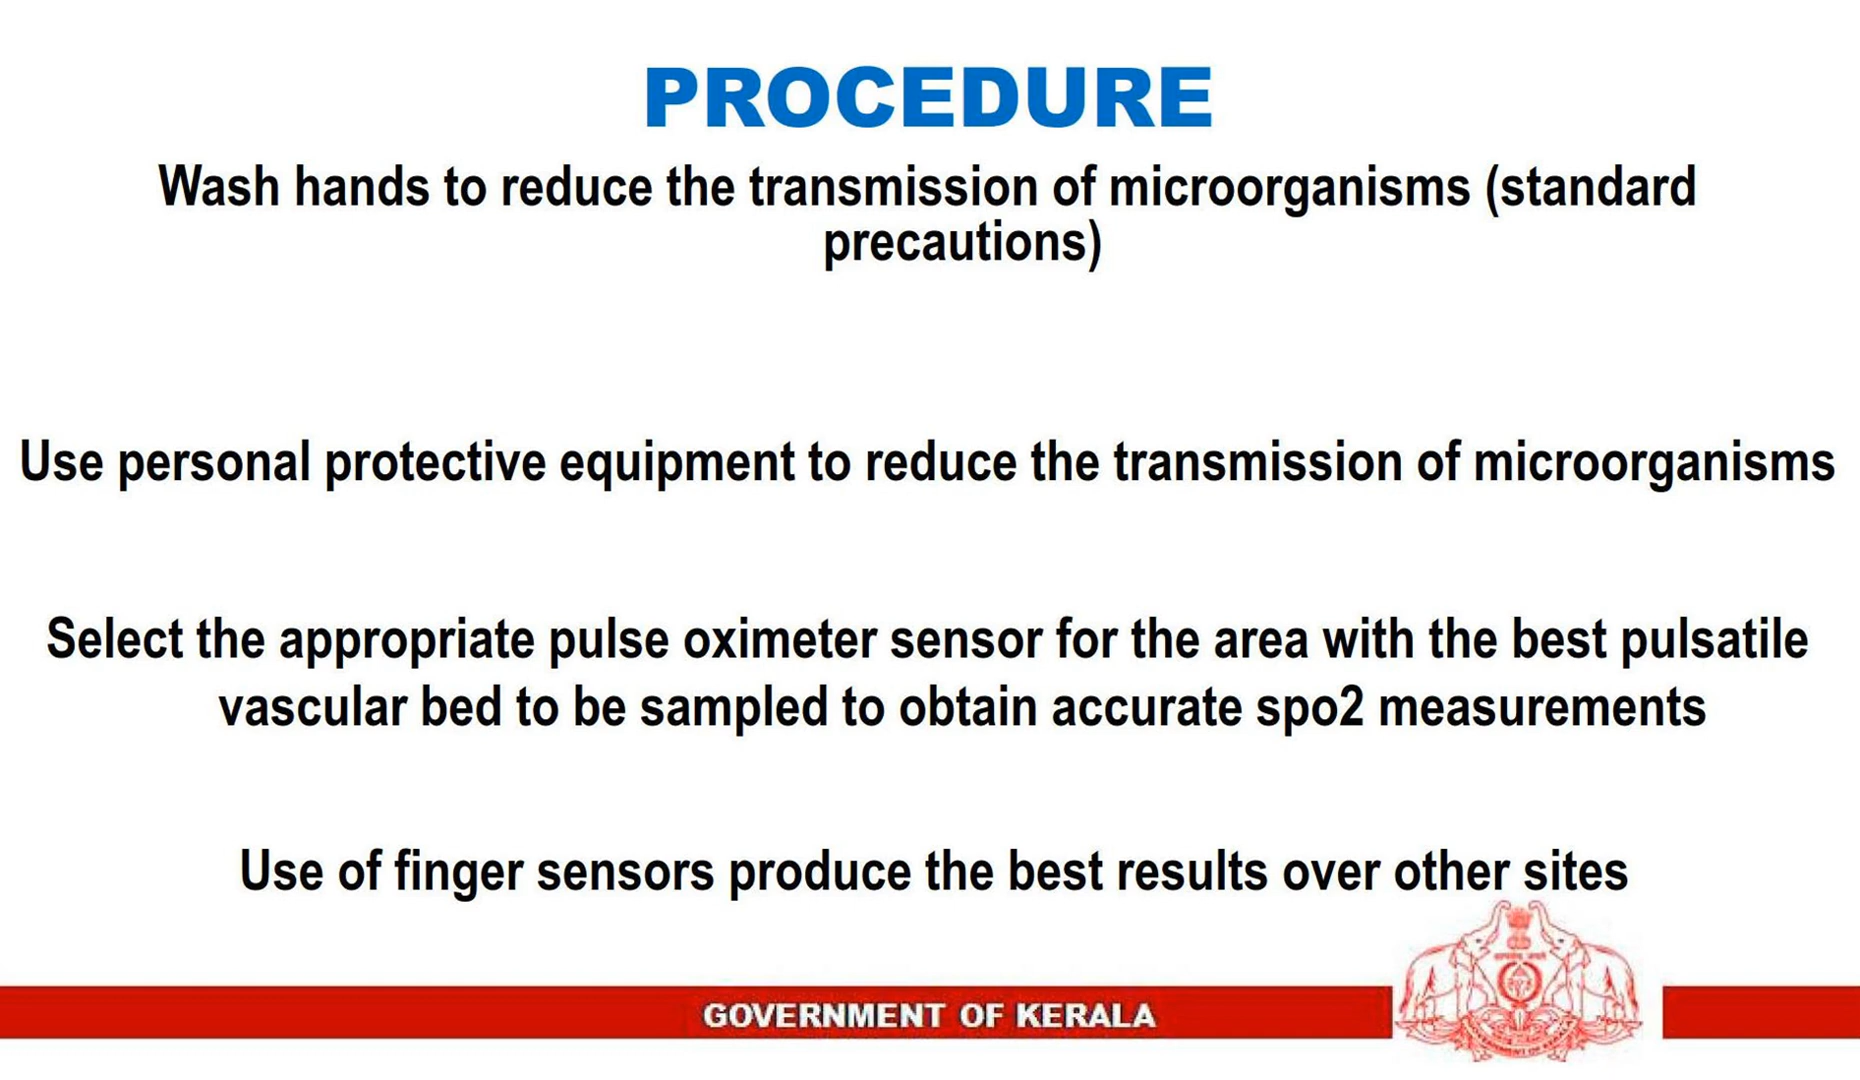 PROCEDURE
Wash hands to reduce the transmission of microorganisms (standard
precautions)
Use personal protective equipment to reduce the transmission of microorganisms
Select the appropriate pulse oximeter sensor for the area with the best pulsatile
vascular bed to be sampled to obtain accurate spo2 measurements
Use of finger sensors produce the best results over other sites
GOVERNMENT OF KERALA